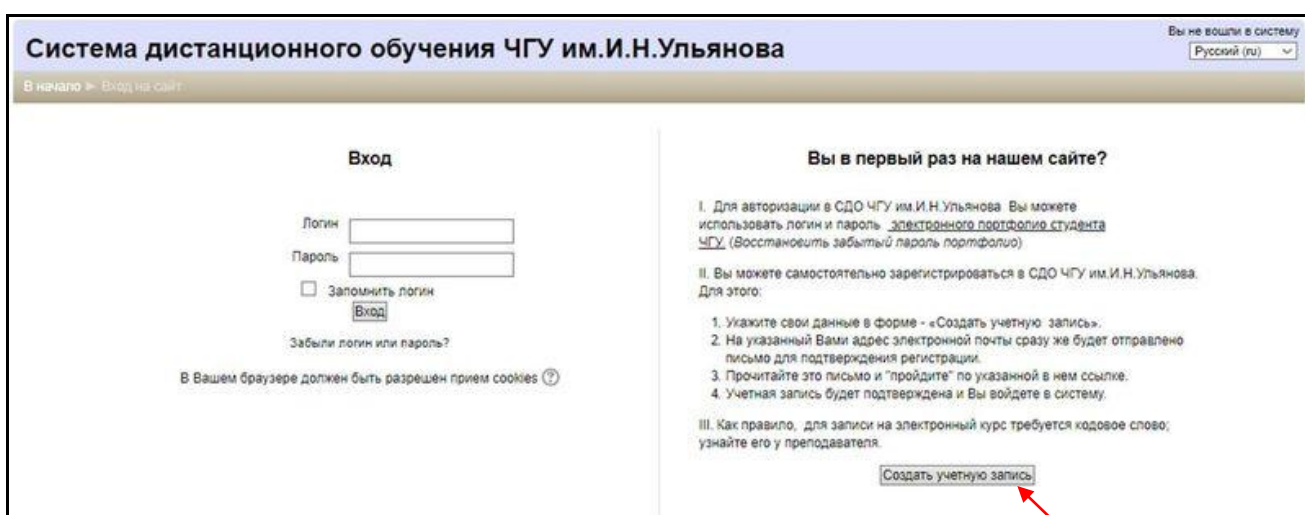 Система дистанционного обучения ЧГУ им.И.Н.Ульянова
Вы не вошли в систему
Русский (ru)
В начало ► Вход на сайт
Вход
Логин
Пароль
Запомнить логин
Вход
Забыли логин или пароль?
В Вашем браузере должен быть разрешен прием cookies (?)
Вы в первый раз на нашем сайте?
I. Для авторизации в СДО ЧГУ им.И.Н.Ульянова Вы можете
использовать логин и пароль электронного портфолио студента
ЧГУ. (Восстановить забытый пароль портфолио)
II. Вы можете самостоятельно зарегистрироваться в СДО ЧГУ им.И.Н.Ульянова.
Для этого:
1. Укажите свои данные в форме - «Создать учетную запись».
2. На указанный Вами адрес электронной почты сразу же будет отправлено
письмо для подтверждения регистрации.
3. Прочитайте это письмо и "пройдите" по указанной в нем ссылке.
4. Учетная запись будет подтверждена и Вы войдете в систему.
III. Как правило, для записи на электронный курс требуется кодовое слово;
узнайте его у преподавателя.
Создать учетную запись